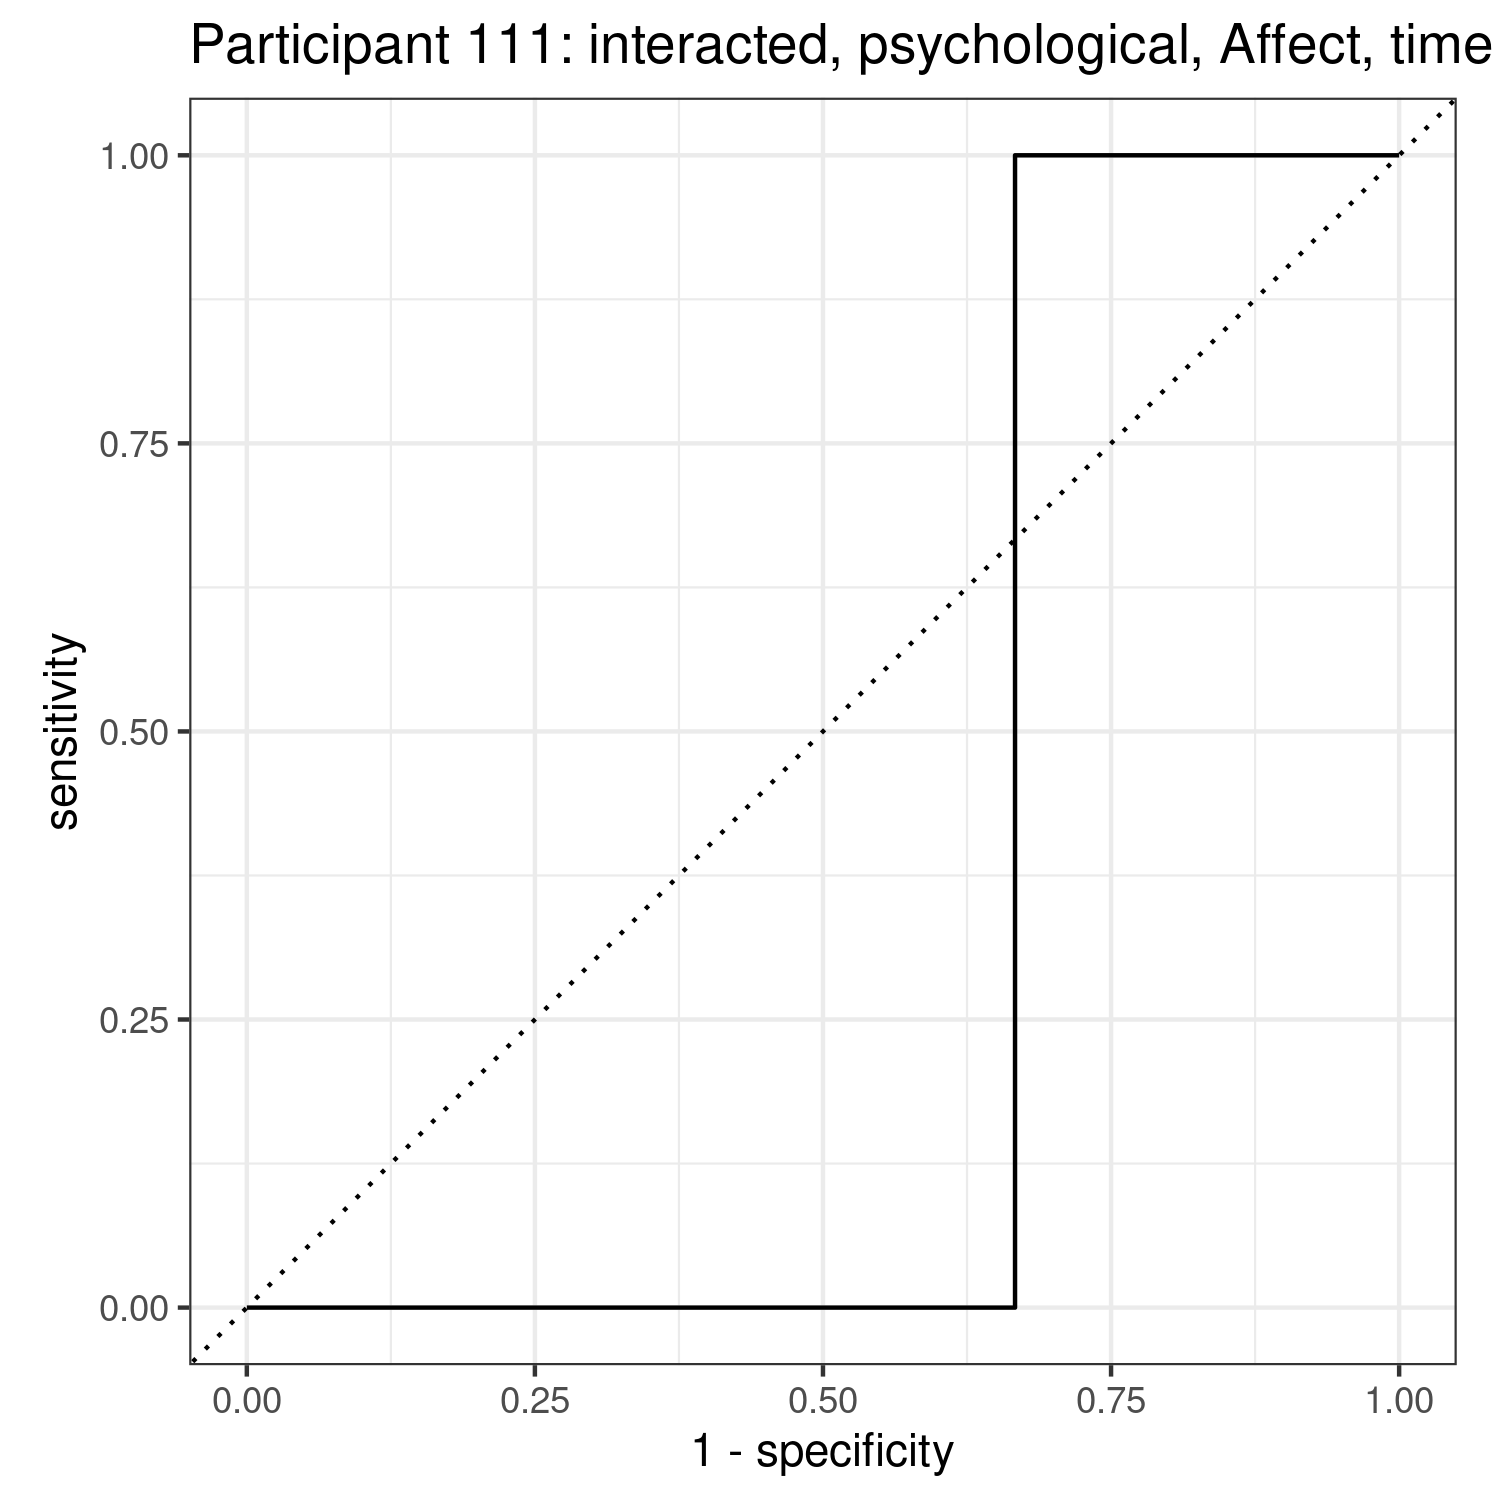 Participant 111: interacted, psychological, Affect, time
1.00
0.75
0.50
0.25
0.00
sensitivity
0.00 0.25 0.50 0.75 1.00
1 - specificity